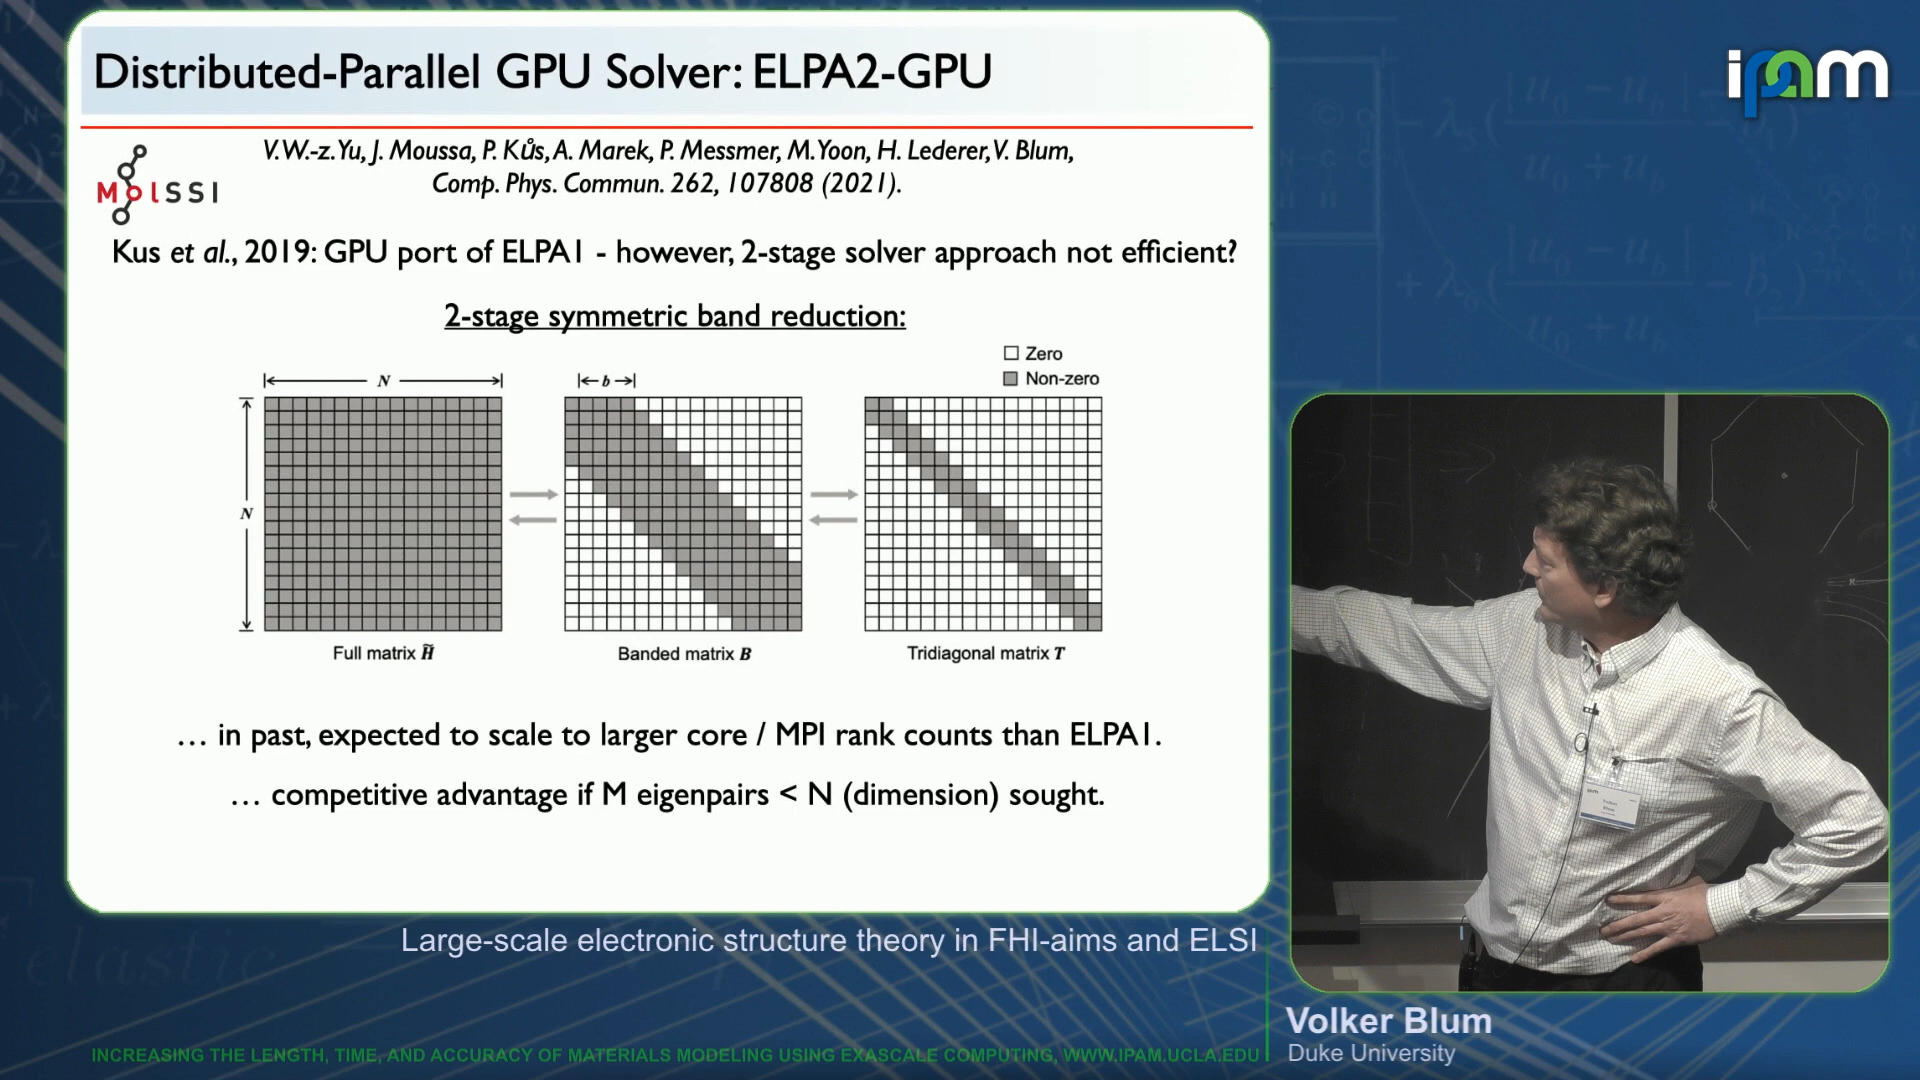 Distributed-Parallel GPU Solver: ELPA2-GPU
ipam
MolSSI
V.W.-z. Yu, J. Moussa, P. Kůs, A. Marek, P. Messmer, M. Yoon, H. Lederer, V. Blum,
Comp. Phys. Commun. 262, 107808 (2021).
Kus et al., 2019: GPU port of ELPA1 - however, 2-stage solver approach not efficient?
2-stage symmetric band reduction:
Zero
Non-zero
N
b
N
Full matrix H̃
Banded matrix B
Tridiagonal matrix T
… in past, expected to scale to larger core / MPI rank counts than ELPA1.
… competitive advantage if M eigenpairs < N (dimension) sought.
Large-scale electronic structure theory in FHI-aims and ELSI
Volker Blum
Duke University
INCREASING THE LENGTH, TIME, AND ACCURACY OF MATERIALS MODELING USING EXASCALE COMPUTING, WWW.IPAM.UCLA.EDU